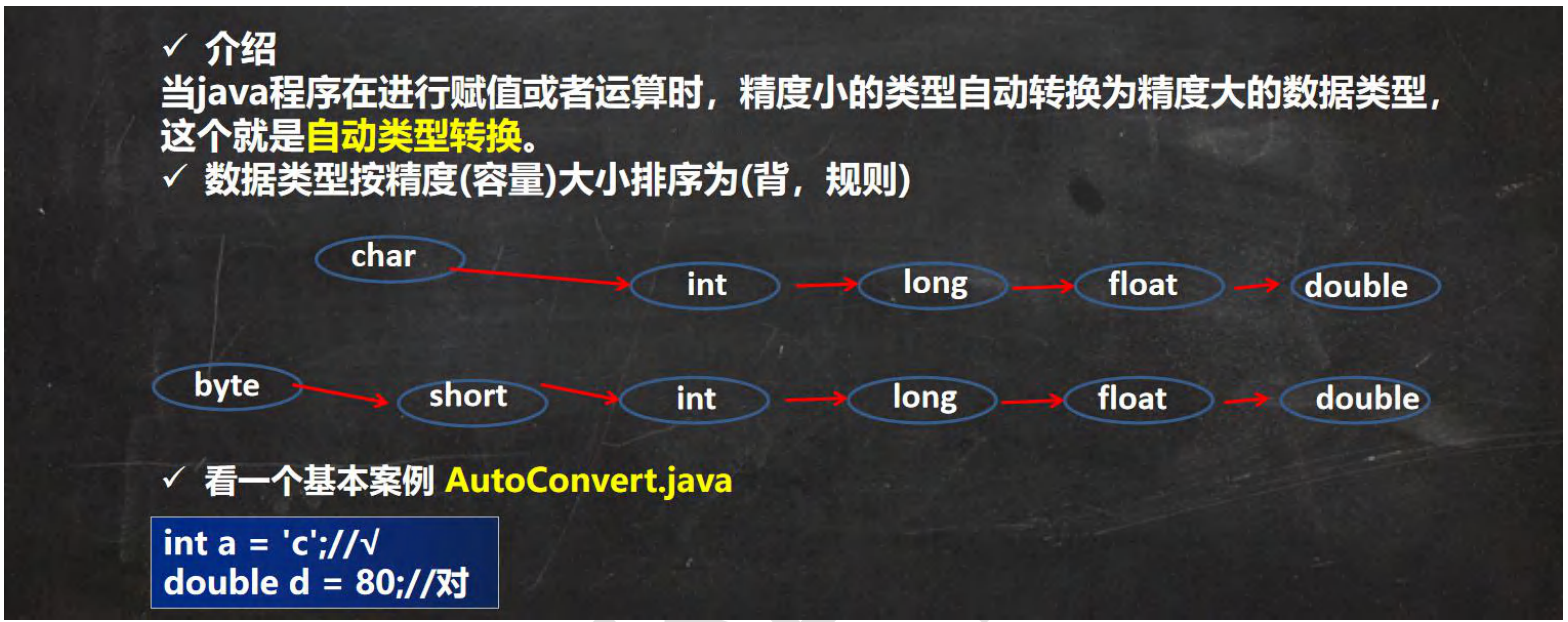 ✓ 介绍
当java程序在进行赋值或者运算时，精度小的类型自动转换为精度大的数据类型，
这个就是自动类型转换。
✓ 数据类型按精度(容量)大小排序为(背，规则)
char int long float double
byte short int long float double
✓ 看一个基本案例 AutoConvert.java
int a = 'c';//√
double d = 80;//对